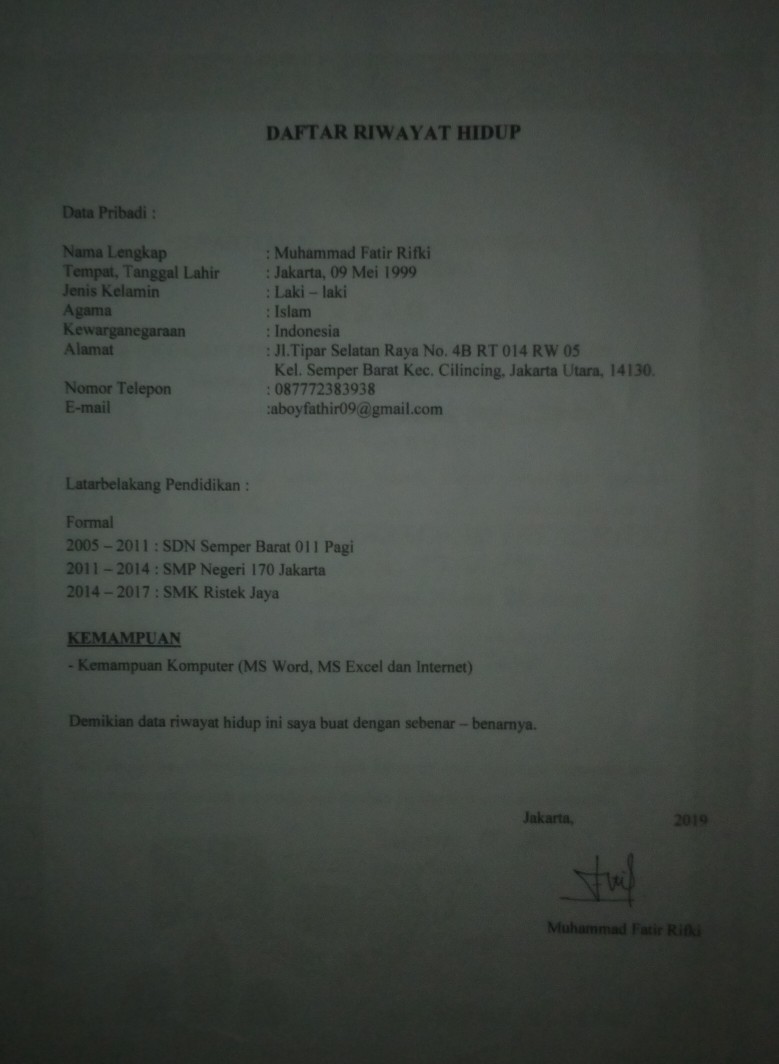 DAFTAR RIWAYAT HIDUP
Data Pribadi :
Nama Lengkap : Muhammad Fatir Rifki
Tempat, Tanggal Lahir : Jakarta, 09 Mei 1999
Jenis Kelamin : Laki – laki
Agama : Islam
Kewarganegaraan : Indonesia
Alamat : Jl.Tipar Selatan Raya No. 4B RT 014 RW 05
Kel. Semper Barat Kec. Cilincing, Jakarta Utara, 14130.
Nomor Telepon : 087772383938
E-mail :aboyfathir09@gmail.com
Latarbelakang Pendidikan :
Formal
2005 – 2011 : SDN Semper Barat 011 Pagi
2011 – 2014 : SMP Negeri 170 Jakarta
2014 – 2017 : SMK Ristek Jaya
KEMAMPUAN
- Kemampuan Komputer (MS Word, MS Excel dan Internet)
Demikian data riwayat hidup ini saya buat dengan sebenar – benarnya.
Jakarta, 2019
Muhammad Fatir Rifki